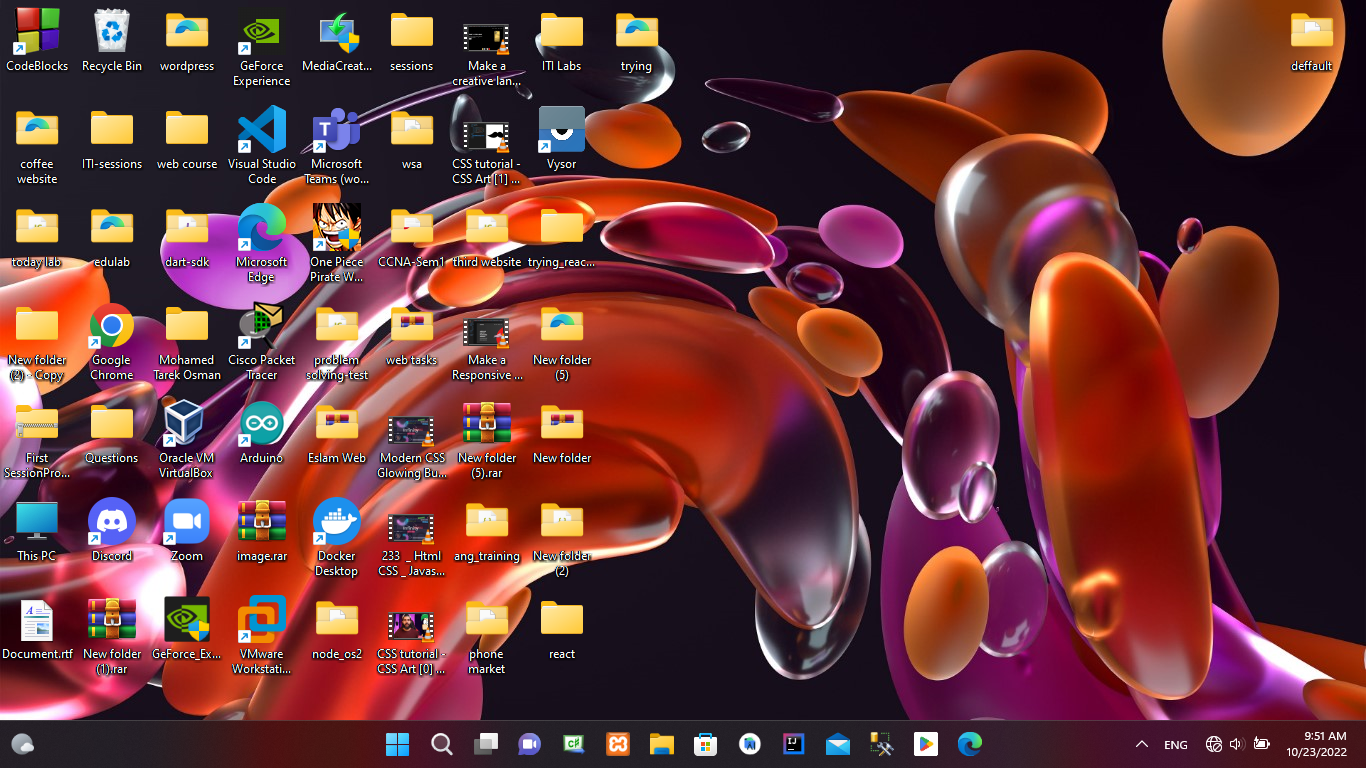 CodeBlocks
Recycle Bin
wordpress
GeForce
Experience
MediaCreat...
sessions
Make a
creative lan...
ITI Labs
trying
deffault
coffee
website
ITI-sessions
web course
Visual Studio
Code
Microsoft
Teams (wo...
wsa
CSS tutorial -
CSS Art [1] ...
Vysor
today lab
edulab
dart-sdk
Microsoft
Edge
One Piece
Pirate W...
CCNA-Sem1
third website
trying_reac...
New folder
(2) - Copy
Google
Chrome
Mohamed
Tarek Osman
Cisco Packet
Tracer
problem
solving-test
web tasks
Make a
Responsive ...
New folder
(5)
First
SessionPro...
Questions
Oracle VM
VirtualBox
Arduino
Eslam Web
Modern CSS
Glowing Bu...
New folder
(5).rar
New folder
This PC
Discord
Zoom
image.rar
Docker
Desktop
233 _ Html
CSS _ Javas...
ang_training
New folder
(2)
Document.rtf
New folder
(1).rar
GeForce_Ex...
VMware
Workstati...
node_os2
CSS tutorial -
CSS Art [0] ...
phone
market
react
ENG
9:51 AM
10/23/2022